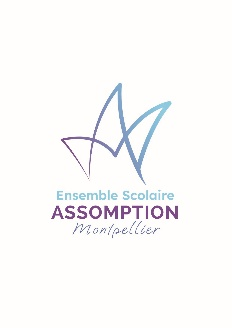 Ensemble Scolaire
ASSOMPTION
Montpellier